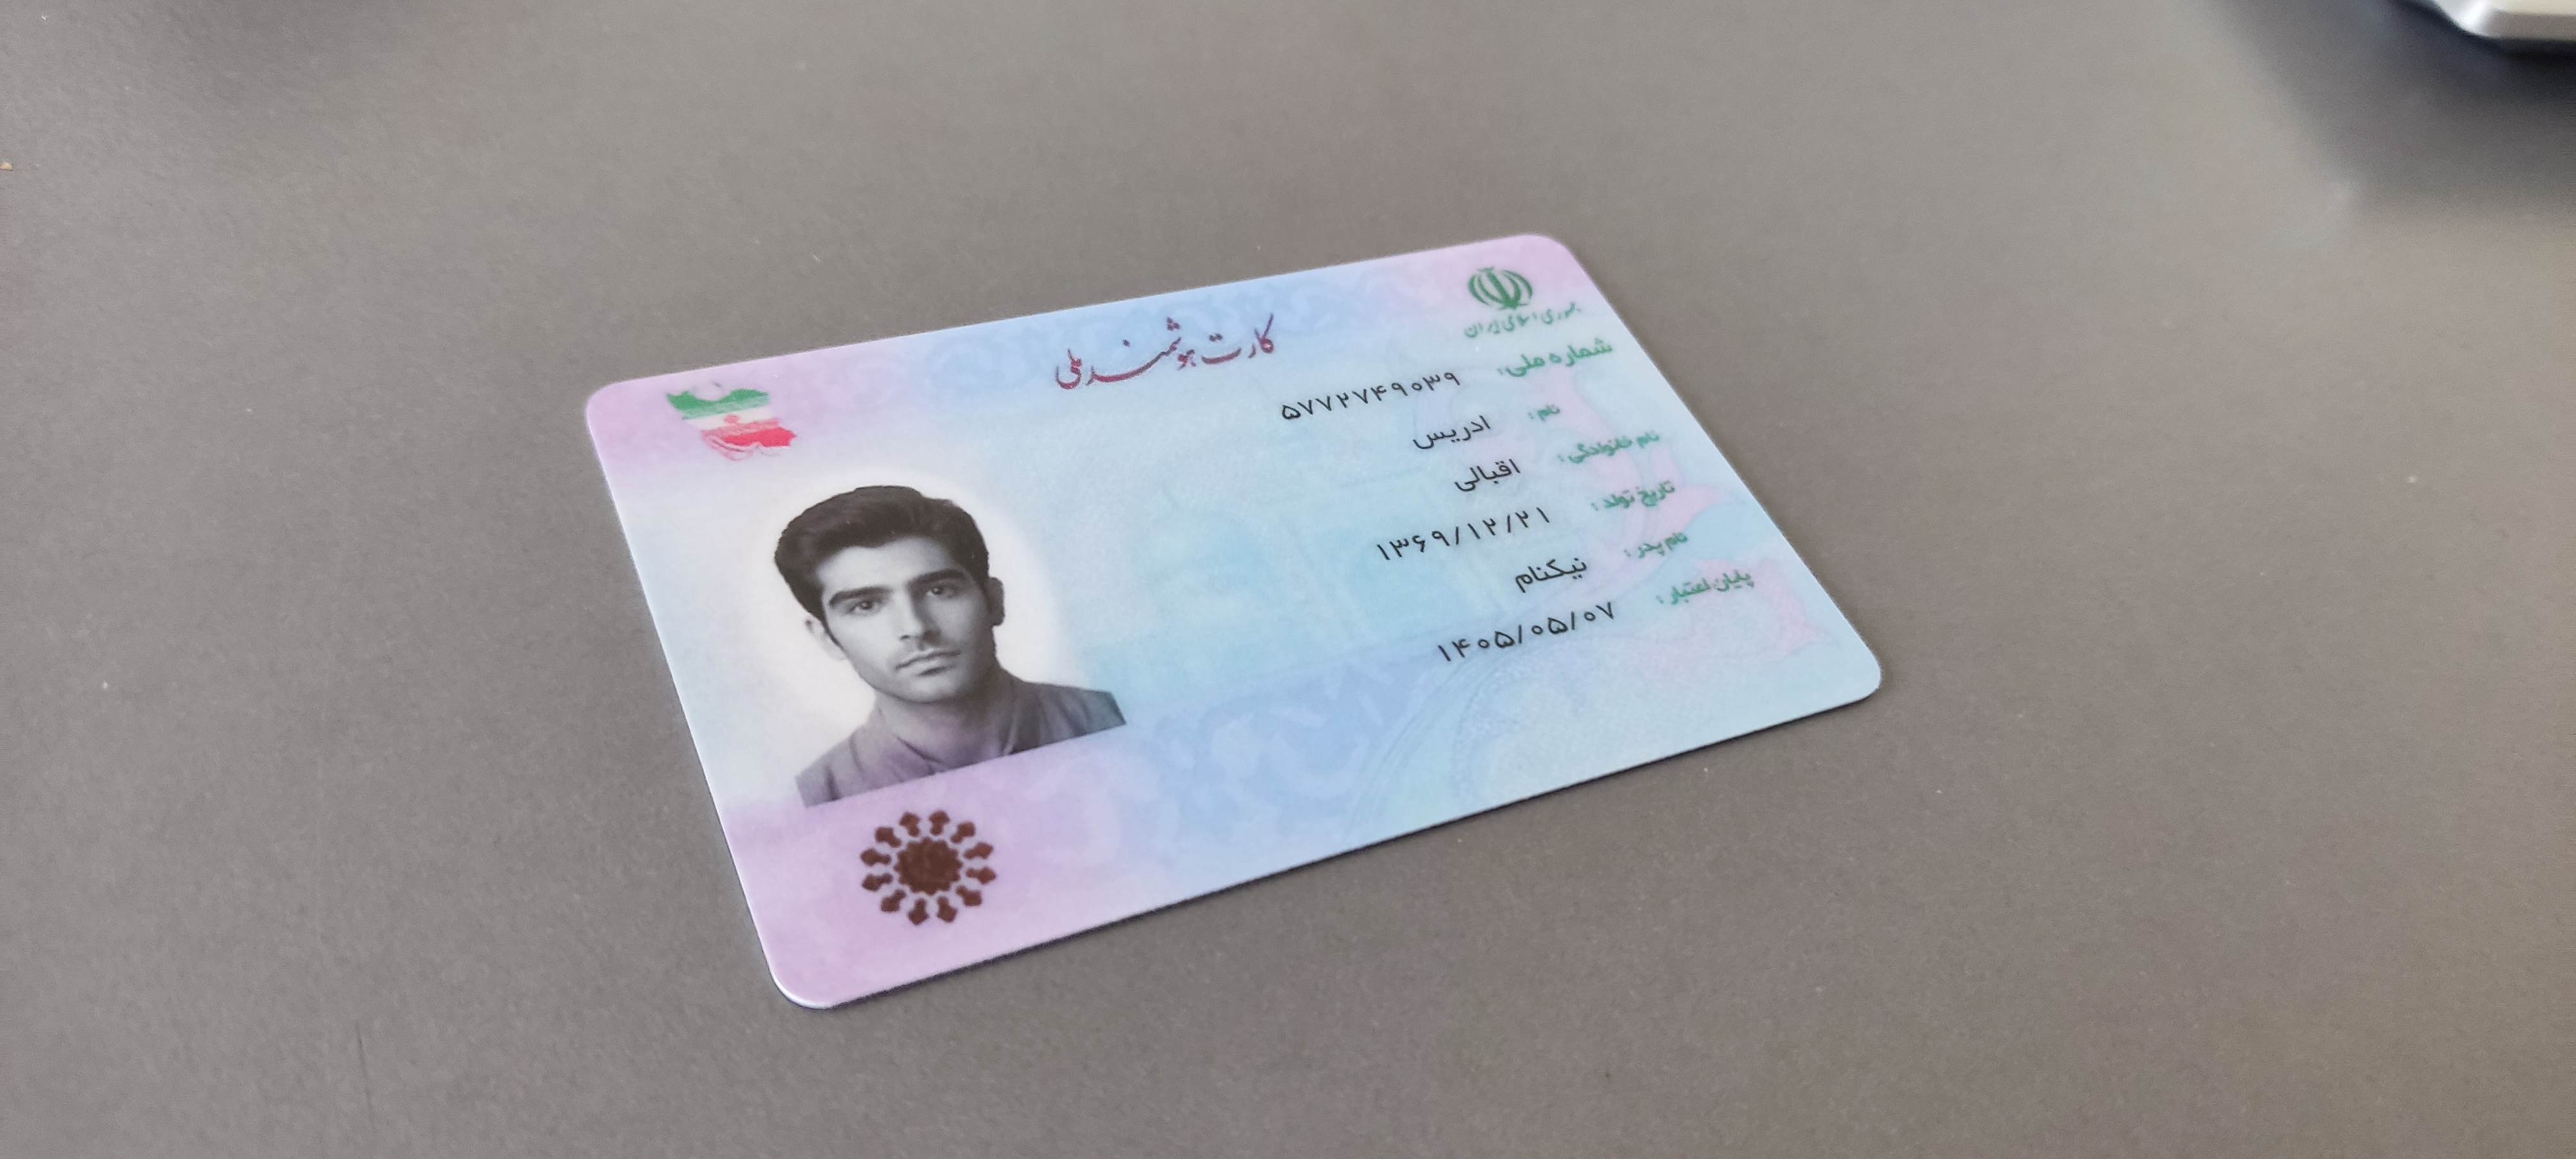 جمهوری اسلامی ایران
کارت هوشمند ملی
شماره ملی: ۵۷۷۲۷۴۹۰۳۹
نام: ادریس
نام خانوادگی: اقبالی
تاریخ تولد: ۱۳۶۹/۱۲/۲۱
نام پدر: نیکنام
پایان اعتبار: ۱۴۰۵/۰۵/۰۷